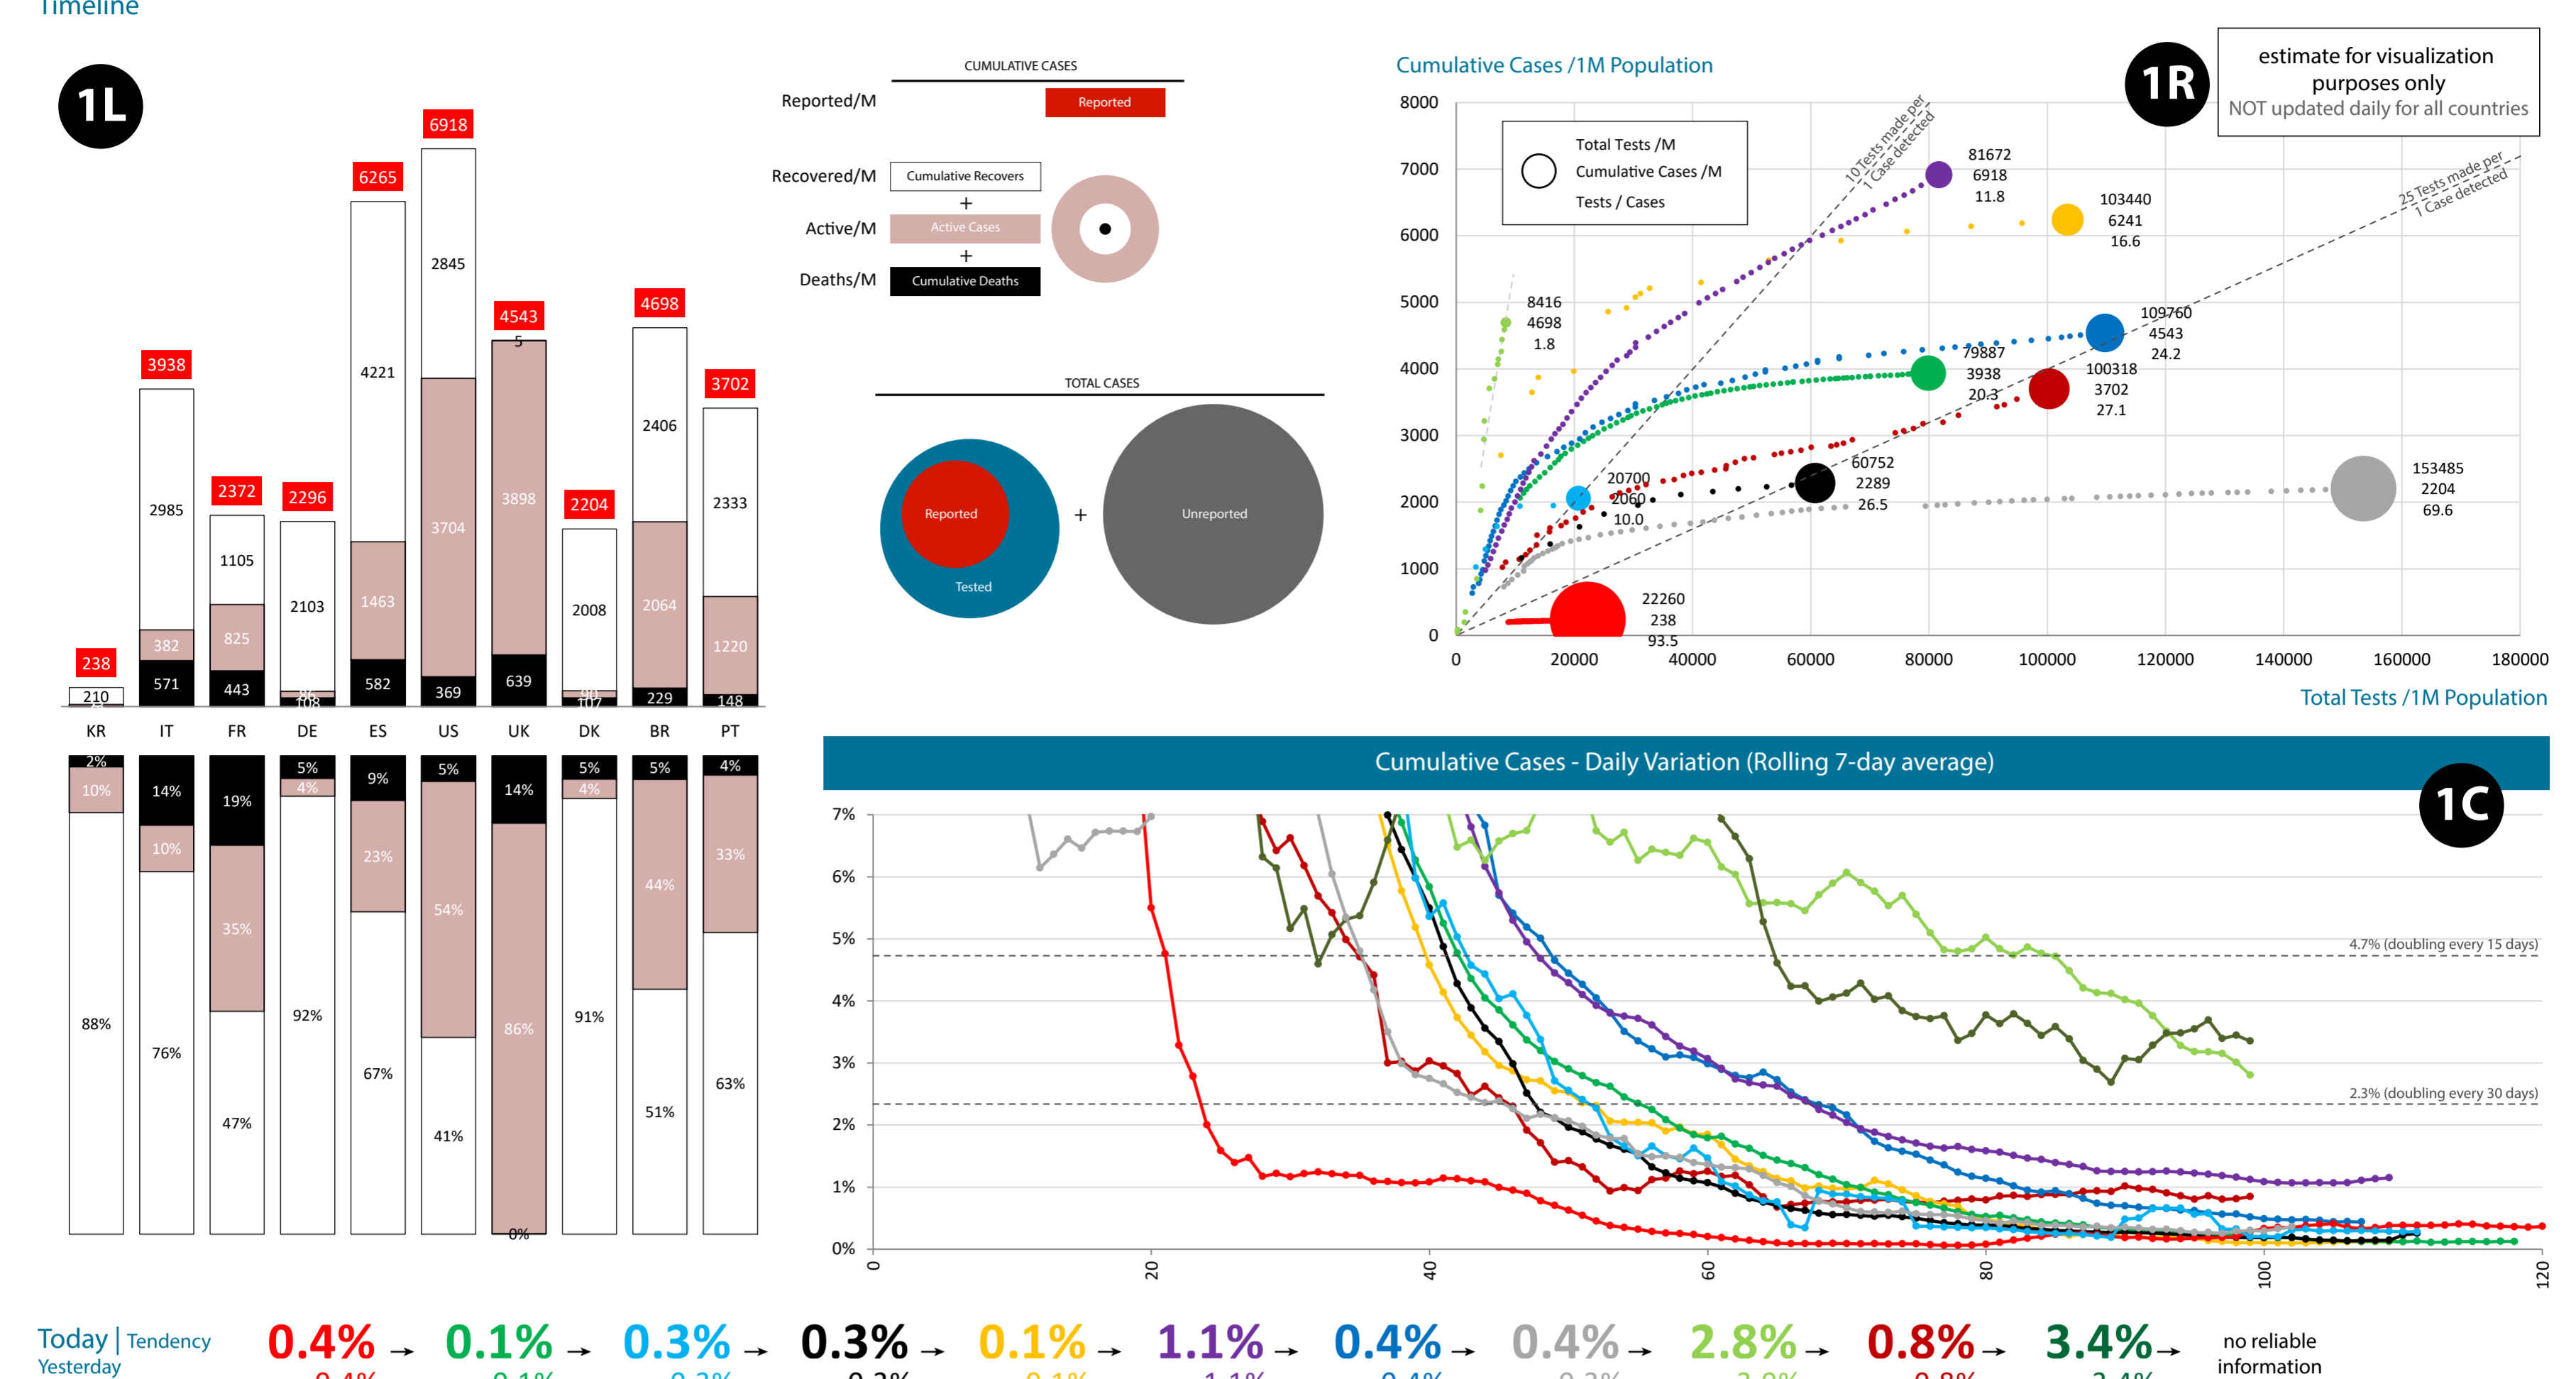 Timeline
1L
6918
6265
4698
4543
3938
3702
2372
2296
2204
238
2845
4221
5
2985
2406
2333
1105
3898
3704
2103
2008
1463
2064
1220
382
825
210
571
443
108
582
369
639
107
229
148
KR IT FR DE ES US UK DK BR PT
2% 14% 19% 5% 9% 5% 14% 5% 5% 4%
10% 10% 35% 4% 23% 54% 86% 4% 44% 33%
88% 76% 47% 92% 67% 41% 0% 91% 51% 63%
CUMULATIVE CASES
Reported/M Reported
Recovered/M Cumulative Recovers
+
Active/M Active Cases
+
Deaths/M Cumulative Deaths
TOTAL CASES
Reported
Tested
+
Unreported
Cumulative Cases /1M Population
1R
estimate for visualization
purposes only
NOT updated daily for all countries
Total Tests /M
Cumulative Cases /M
Tests / Cases
10 Tests made per
1 Case detected
25 Tests made per
1 Case detected
8000
7000
6000
5000
4000
3000
2000
1000
0
81672
6918
11.8
103440
6241
16.6
8416
4698
1.8
109760
4543
24.2
79887
3938
20.3
100318
3702
27.1
60752
2289
26.5
20700
2060
10.0
153485
2204
69.6
22260
238
93.5
0 20000 40000 60000 80000 100000 120000 140000 160000 180000
Total Tests /1M Population
Cumulative Cases - Daily Variation (Rolling 7-day average)
1C
7%
6%
5%
4%
3%
2%
1%
0%
4.7% (doubling every 15 days)
2.3% (doubling every 30 days)
0 20 40 60 80 100 120
Today | Tendency
Yesterday
0.4% → 0.1% → 0.3% → 0.3% → 0.1% → 1.1% → 0.4% → 0.4% → 2.8% → 0.8% → 3.4% →
no reliable
information